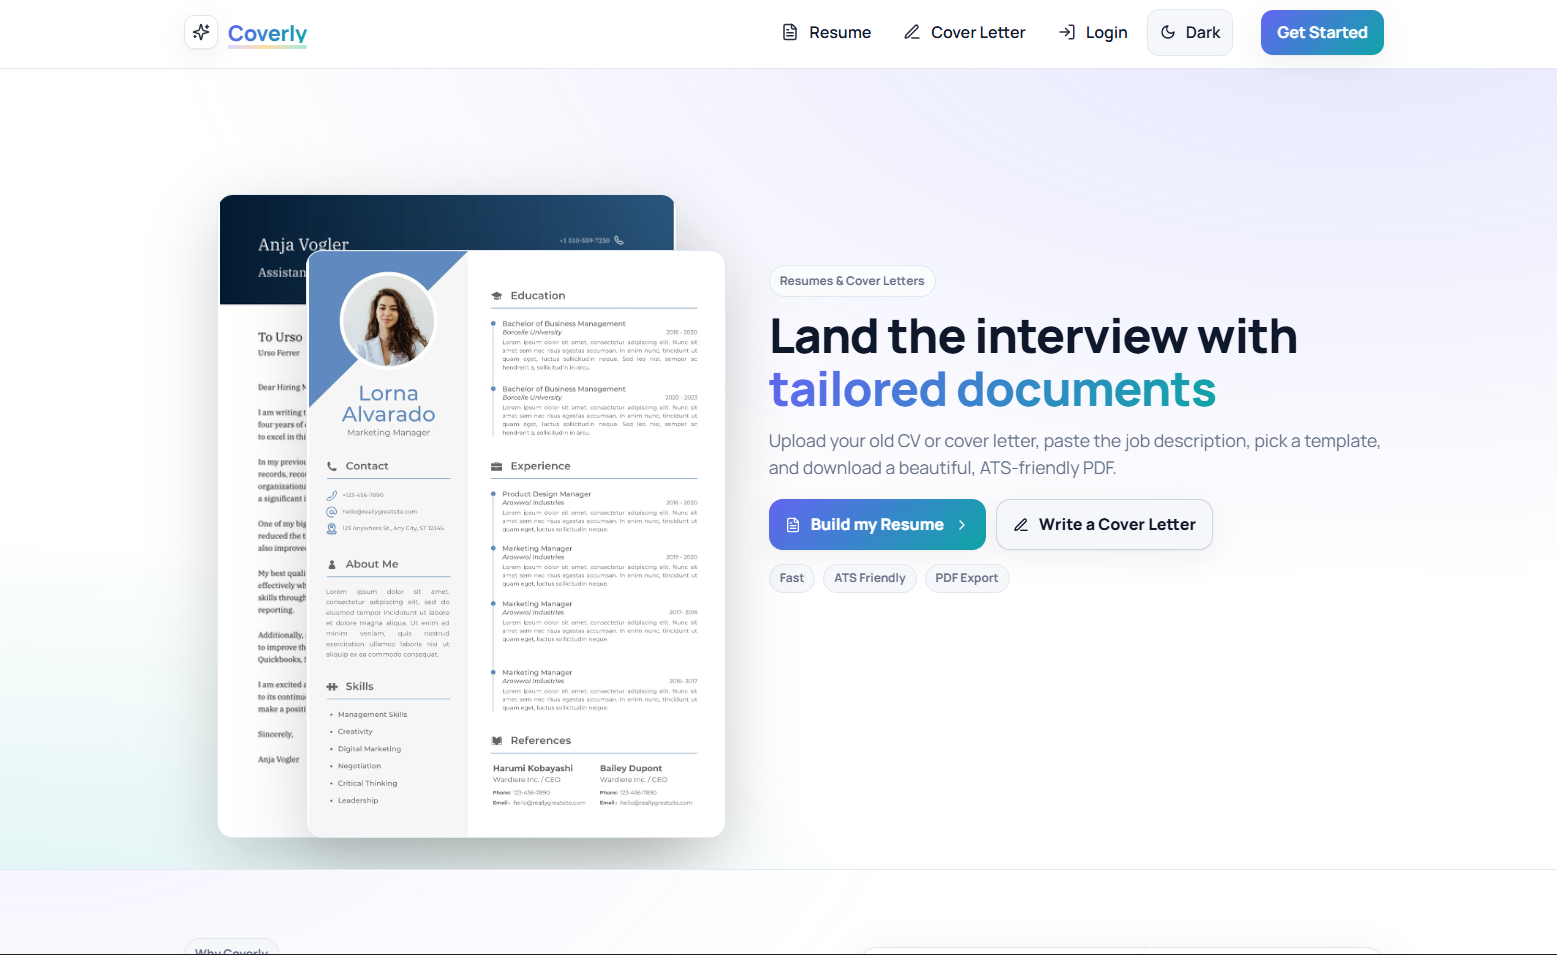 Coverly
Resume
Cover Letter
Login
Dark
Get Started
Anja Vogler
+1 510-559-7250
Assistan
To Urso
Urso Ferrer
Dear Hiring M
I am writing t
four years of
to excel in thi
In my previou
records, reco
organizationa
a significant i
One of my big
reduced the t
also improve
My best quali
effectively wh
skills through
reporting.
Additionally,
to improve th
Quickbooks, S
I am excited a
to its continu
make a positi
Sincerely,
Anja Vogler
Lorna
Alvarado
Marketing Manager
Contact
+123-456-7890
hello@reallygreatsite.com
123 Anywhere St., Any City, ST 12345
About Me
Lorem ipsum dolor sit amet,
consectetur adipiscing elit, sed do
eiusmod tempor incididunt ut labore
et dolore magna aliqua. Ut enim ad
minim veniam, quis nostrud
exercitation ullamco laboris nisi ut
aliquip ex ea commodo consequat.
Skills
Management Skills
Creativity
Digital Marketing
Negotiation
Critical Thinking
Leadership
Education
Bachelor of Business Management
Borcelle University 2016 - 2020
Lorem ipsum dolor sit amet, consectetur adipiscing elit. Nunc sit
amet sem nec risus egestas accumsan. In enim nunc, tincidunt ut
quam eget, luctus sollicitudin neque. Sed leo nisl, semper ac
hendrerit a, sollicitudin in arcu.
Bachelor of Business Management
Borcelle University 2020 - 2023
Lorem ipsum dolor sit amet, consectetur adipiscing elit. Nunc sit
amet sem nec risus egestas accumsan. In enim nunc, tincidunt ut
quam eget, luctus sollicitudin neque. Sed leo nisl, semper ac
hendrerit a, sollicitudin in arcu.
Experience
Product Design Manager
Arowwai Industries 2016 - 2020
Lorem ipsum dolor sit amet, consectetur adipiscing elit. Nunc sit
amet sem nec risus egestas accumsan. In enim nunc, tincidunt ut
quam eget, luctus sollicitudin neque.
Marketing Manager
Arowwai Industries 2019 - 2020
Lorem ipsum dolor sit amet, consectetur adipiscing elit. Nunc sit
amet sem nec risus egestas accumsan. In enim nunc, tincidunt ut
quam eget, luctus sollicitudin neque.
Marketing Manager
Arowwai Industries 2017 - 2019
Lorem ipsum dolor sit amet, consectetur adipiscing elit. Nunc sit
amet sem nec risus egestas accumsan. In enim nunc, tincidunt ut
quam eget, luctus sollicitudin neque.
Marketing Manager
Arowwai Industries 2016 - 2017
Lorem ipsum dolor sit amet, consectetur adipiscing elit. Nunc sit
amet sem nec risus egestas accumsan. In enim nunc, tincidunt ut
quam eget, luctus sollicitudin neque.
References
Harumi Kobayashi
Wardiere Inc. / CEO
Phone: 123-456-7890
Email: hello@reallygreatsite.com
Bailey Dupont
Wardiere Inc. / CEO
Phone: 123-456-7890
Email: hello@reallygreatsite.com
Resumes & Cover Letters
Land the interview with
tailored documents
Upload your old CV or cover letter, paste the job description, pick a template,
and download a beautiful, ATS-friendly PDF.
Build my Resume
Write a Cover Letter
Fast
ATS Friendly
PDF Export
Why Coverly